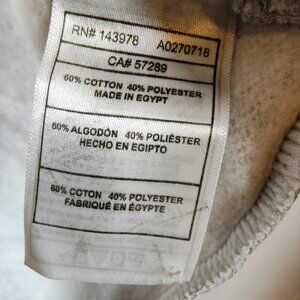 RN# 143978 A0270718
CA# 57289
60% COTTON 40% POLYESTER
MADE IN EGYPT
60% ALGODÓN 40% POLIÉSTER
HECHO EN EGIPTO
60% COTON 40% POLYESTER
FABRIQUÉ EN ÉGYPTE